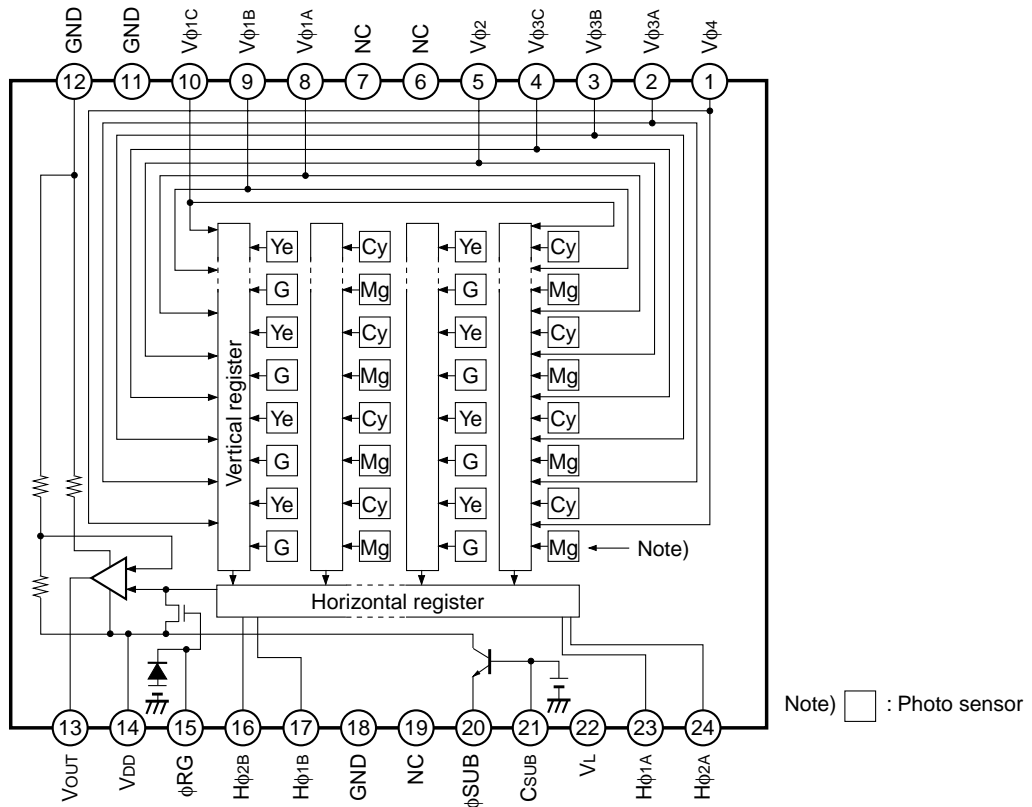 GND GND Vφ1C Vφ1B Vφ1A NC NC Vφ2 Vφ3C Vφ3B Vφ3A Vφ4
12 11 10 9 8 7 6 5 4 3 2 1
Vertical register
Ye Cy Ye Cy
G Mg G Mg
Ye Cy Ye Cy
G Mg G Mg
Ye Cy Ye Cy
G Mg G Mg
Ye Cy Ye Cy
G Mg G Mg Note)
Horizontal register
Note) : Photo sensor
13 14 15 16 17 18 19 20 21 22 23 24
VOUT VDD φRG Hφ2B Hφ1B GND NC φSUB CSUB VL Hφ1A Hφ2A